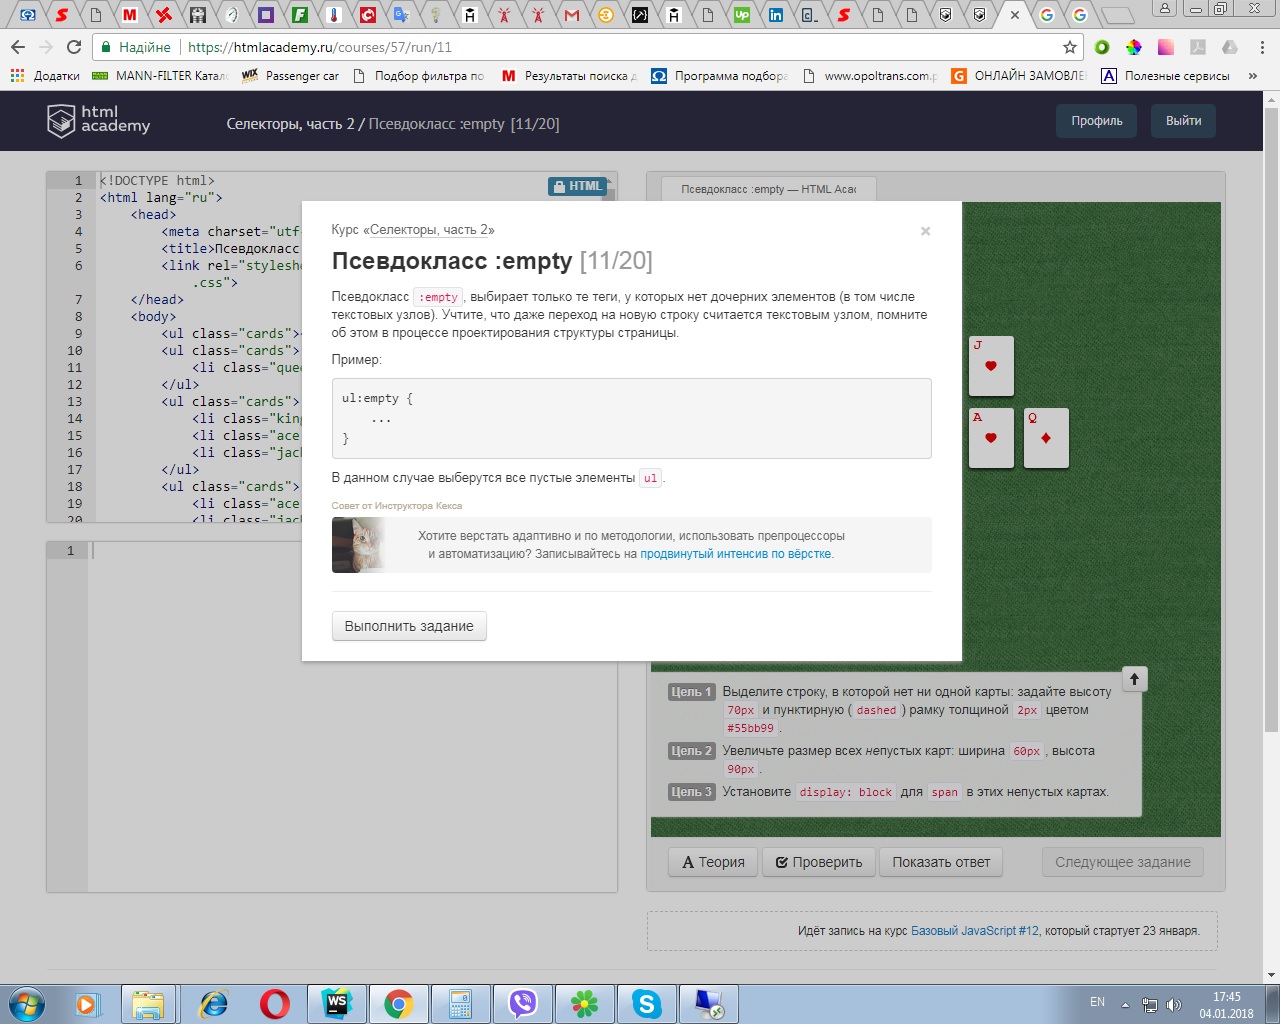 Надійне
https://htmlacademy.ru/courses/57/run/11
Додатки
MANN-FILTER Катало
WIX
Passenger car
Подбор фильтра по
Результаты поиска д
Программа подбора
www.opoltrans.com.p
ОНЛАЙН ЗАМОВЛЕ
Полезные сервисы
»
html
academy
Селекторы, часть 2 / Псевдокласс :empty [11/20]
Профиль
Выйти
1 <!DOCTYPE html>
HTML
2 <html lang="ru">
3 <head>
4 <meta charset="utf
5 <title>Псевдокласс
6 <link rel="styleshe
.css">
7 </head>
8 <body>
9 <ul class="cards"><
10 <ul class="cards">
11 <li class="quee
12 </ul>
13 <ul class="cards">
14 <li class="king
15 <li class="ace
16 <li class="jack
17 </ul>
18 <ul class="cards">
19 <li class="ace
20 <li class="jack
1
Псевдокласс :empty — HTML Aca
Курс «Селекторы, часть 2»
×
Псевдокласс :empty [11/20]
Псевдокласс :empty , выбирает только те теги, у которых нет дочерних элементов (в том числе
текстовых узлов). Учтите, что даже переход на новую строку считается текстовым узлом, помните
об этом в процессе проектирования структуры страницы.
Пример:
ul:empty {
...
}
В данном случае выберутся все пустые элементы ul .
Совет от Инструктора Кекса
Хотите верстать адаптивно и по методологии, использовать препроцессоры
и автоматизацию? Записывайтесь на продвинутый интенсив по вёрстке.
Выполнить задание
J
A
Q
Цель 1 Выделите строку, в которой нет ни одной карты: задайте высоту
70px и пунктирную ( dashed ) рамку толщиной 2px цветом
#55bb99 .
Цель 2 Увеличьте размер всех непустых карт: ширина 60px , высота
90px .
Цель 3 Установите display: block для span в этих непустых картах.
Теория
Проверить
Показать ответ
Следующее задание
Идёт запись на курс Базовый JavaScript #12, который стартует 23 января.
WS
EN
17:45
04.01.2018